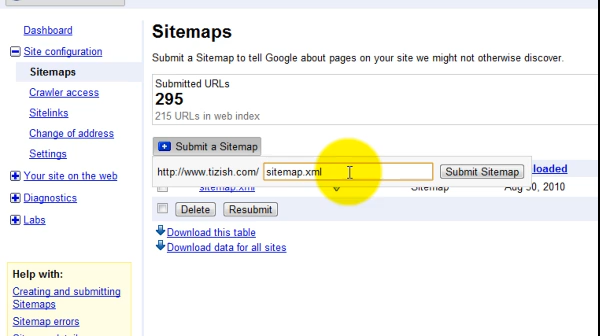 Dashboard
Site configuration
Sitemaps
Crawler access
Sitelinks
Change of address
Settings
Your site on the web
Diagnostics
Labs
Help with:
Creating and submitting
Sitemaps
Sitemap errors
Sitemaps
Submit a Sitemap to tell Google about pages on your site we might not otherwise discover.
Submitted URLs
295
215 URLs in web index
Submit a Sitemap
http://www.tizish.com/ sitemap.xml Submit Sitemap loaded
sitemap.xml Sitemap Aug 30, 2010
Delete Resubmit
Download this table
Download data for all sites